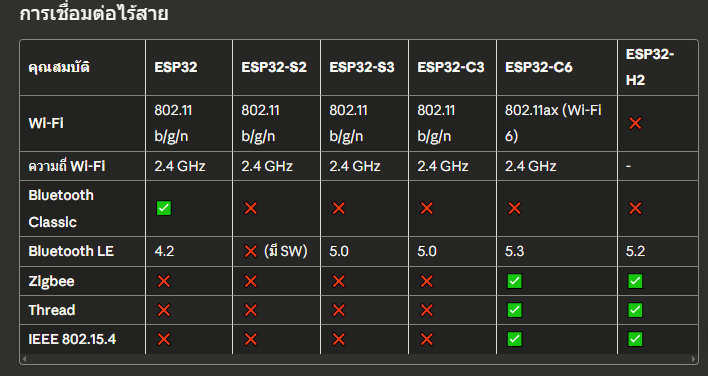 การเชื่อมต่อไร้สาย
คุณสมบัติ ESP32 ESP32-S2 ESP32-S3 ESP32-C3 ESP32-C6 ESP32-H2
Wi-Fi 802.11 b/g/n 802.11 b/g/n 802.11 b/g/n 802.11 b/g/n 802.11ax (Wi-Fi 6) ❌
ความถี่ Wi-Fi 2.4 GHz 2.4 GHz 2.4 GHz 2.4 GHz 2.4 GHz -
Bluetooth Classic ✅ ❌ ❌ ❌ ❌ ❌
Bluetooth LE 4.2 ❌ (มี SW) 5.0 5.0 5.3 5.2
Zigbee ❌ ❌ ❌ ❌ ✅ ✅
Thread ❌ ❌ ❌ ❌ ✅ ✅
IEEE 802.15.4 ❌ ❌ ❌ ❌ ✅ ✅